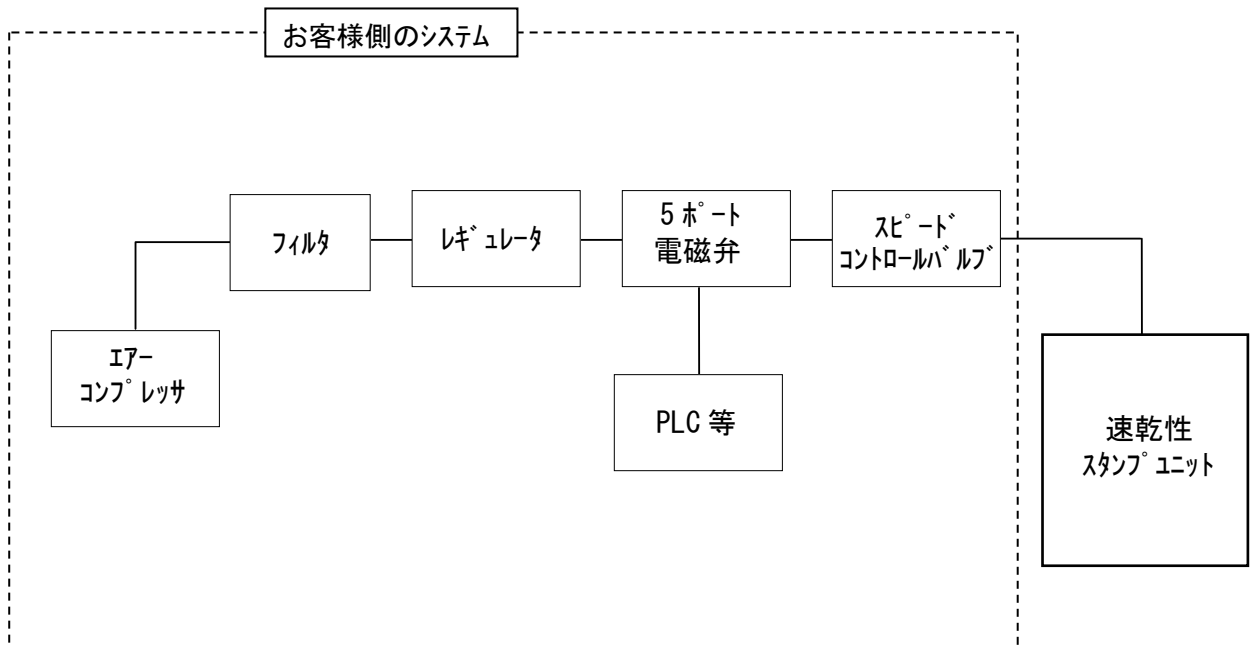 お客様側のｼｽﾃﾑ
ﾌｨﾙﾀ
ﾚｷﾞｭﾚｰﾀ
５ﾎﾟｰﾄ
電磁弁
ｽﾋﾟｰﾄﾞ
ｺﾝﾄﾛｰﾙﾊﾞﾙﾌﾞ
ｴｱｰ
ｺﾝﾌﾟﾚｯｻ
PLC 等
速乾性
ｽﾀﾝﾌﾟﾕﾆｯﾄ